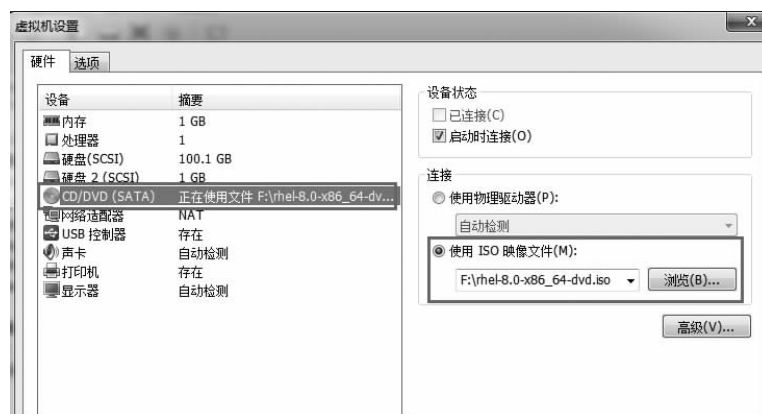 虚拟机设置
硬件 选项
设备 摘要
内存 1 GB
处理器 1
硬盘(SCSI) 100.1 GB
硬盘 2 (SCSI) 1 GB
CD/DVD (SATA) 正在使用文件 F:\rhel-8.0-x86_64-dv...
网络适配器 NAT
USB 控制器 存在
声卡 自动检测
打印机 存在
显示器 自动检测
设备状态
已连接(C)
启动时连接(O)
连接
使用物理驱动器(P):
自动检测
使用 ISO 映像文件(M):
F:\rhel-8.0-x86_64-dvd.iso 浏览(B)...
高级(V)...